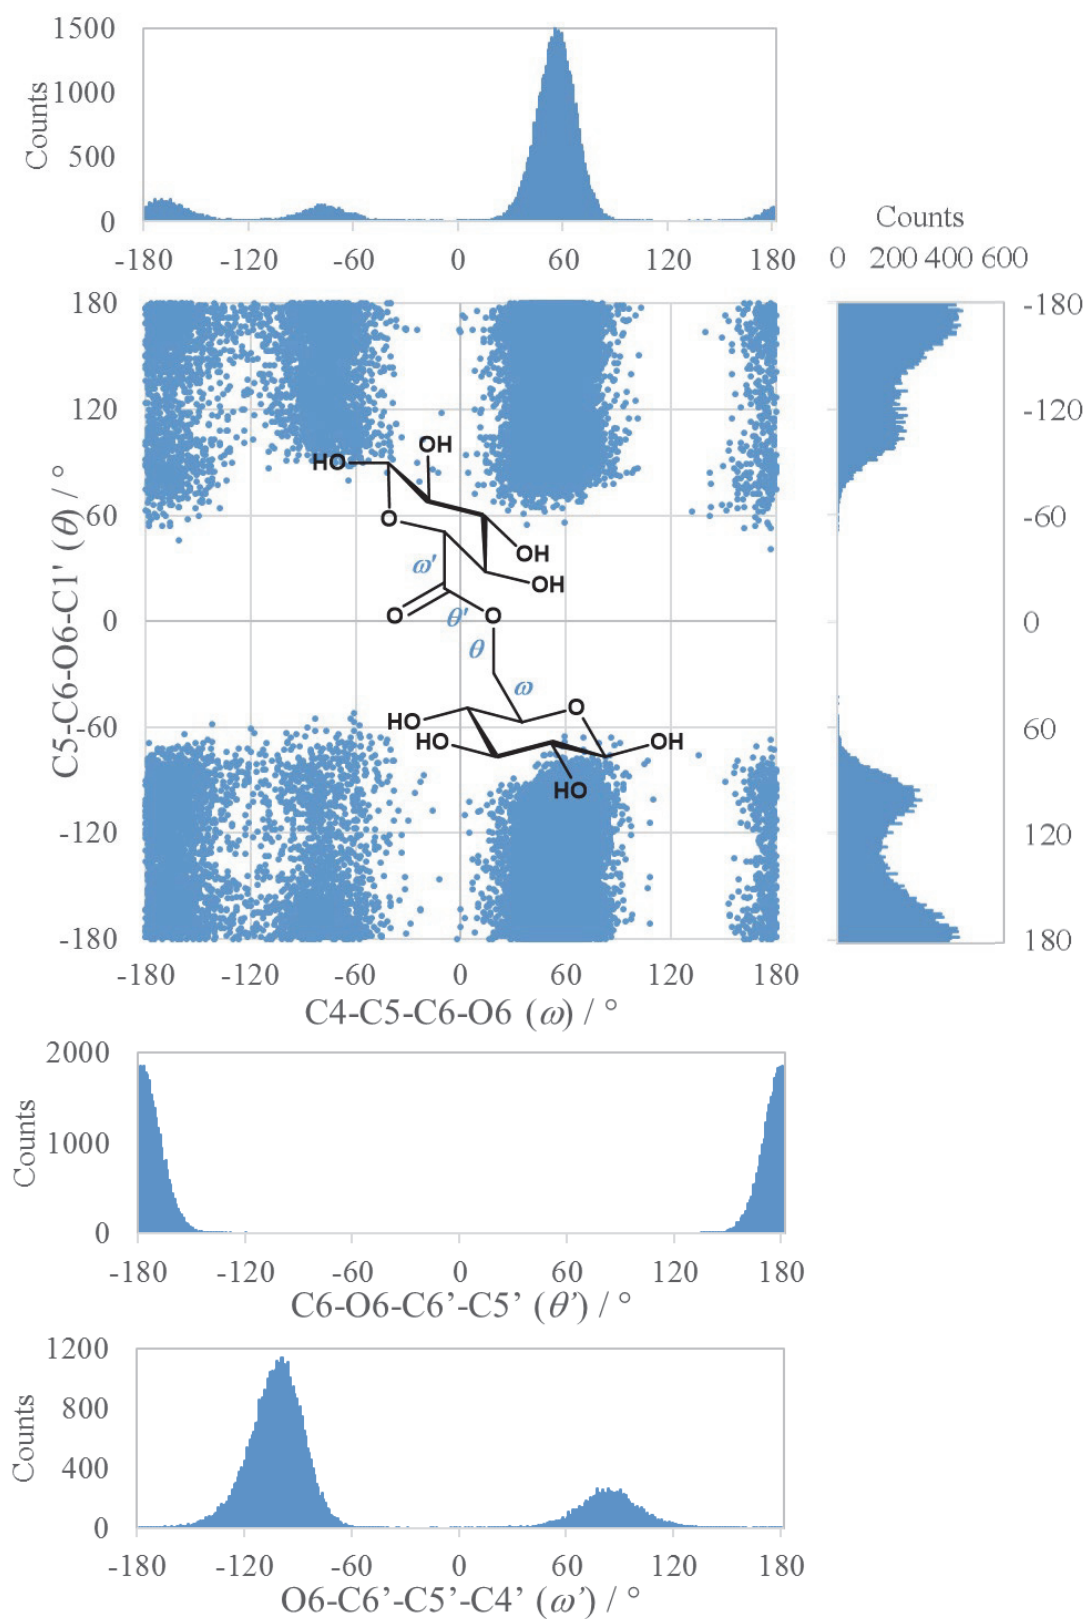 1500
1000
500
0
Counts
-180 -120 -60 0 60 120 180
Counts
0 200 400 600
180
120
60
0
-60
-120
-180
C5-C6-O6-C1' (θ) / °
-180
-120
-60
0
60
120
180
OH
HO
O
OH
OH
ω'
O
θ'
O
θ
ω
O
HO
HO
OH
HO
-180 -120 -60 0 60 120 180
C4-C5-C6-O6 (ω) / °
2000
1000
0
Counts
-180 -120 -60 0 60 120 180
C6-O6-C6’-C5’ (θ’) / °
1200
800
400
0
Counts
-180 -120 -60 0 60 120 180
O6-C6’-C5’-C4’ (ω’) / °